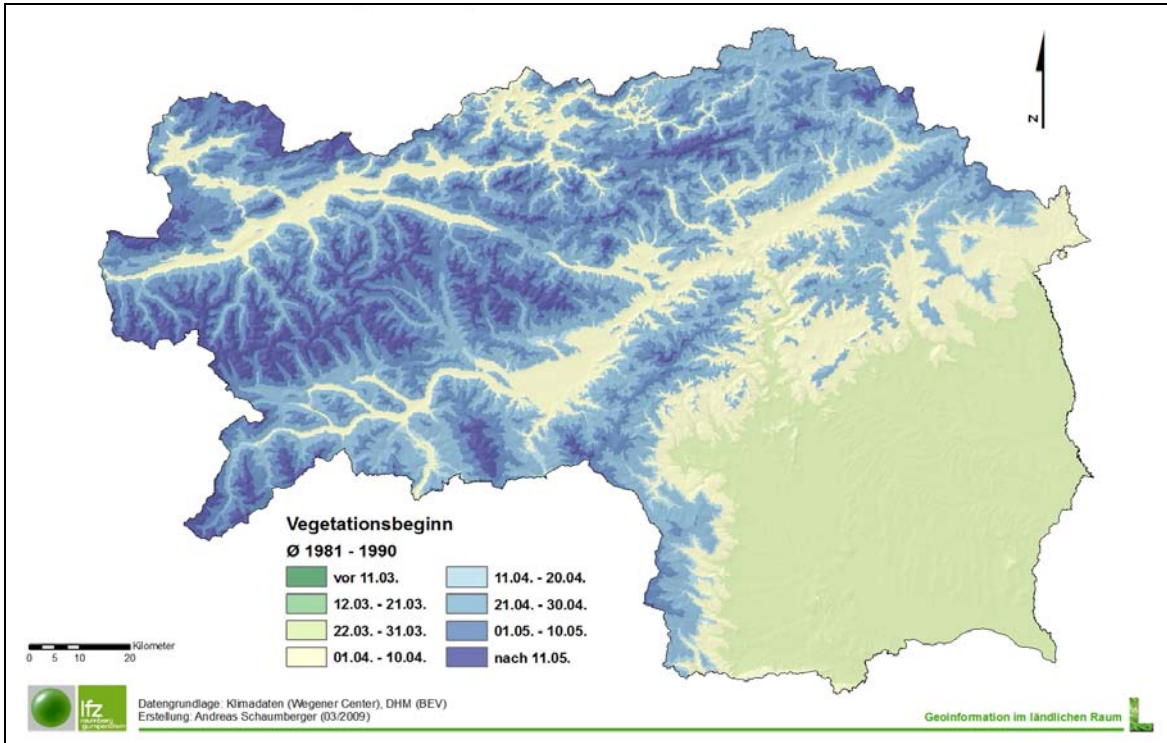 N
Vegetationsbeginn
Ø 1981 - 1990
vor 11.03.
12.03. - 21.03.
22.03. - 31.03.
01.04. - 10.04.
11.04. - 20.04.
21.04. - 30.04.
01.05. - 10.05.
nach 11.05.
Kilometer
0 5 10 20
lfz
raumberg
gumpenstein
Datengrundlage: Klimadaten (Wegener Center), DHM (BEV)
Erstellung: Andreas Schaumberger (03/2009)
Geoinformation im ländlichen Raum
L